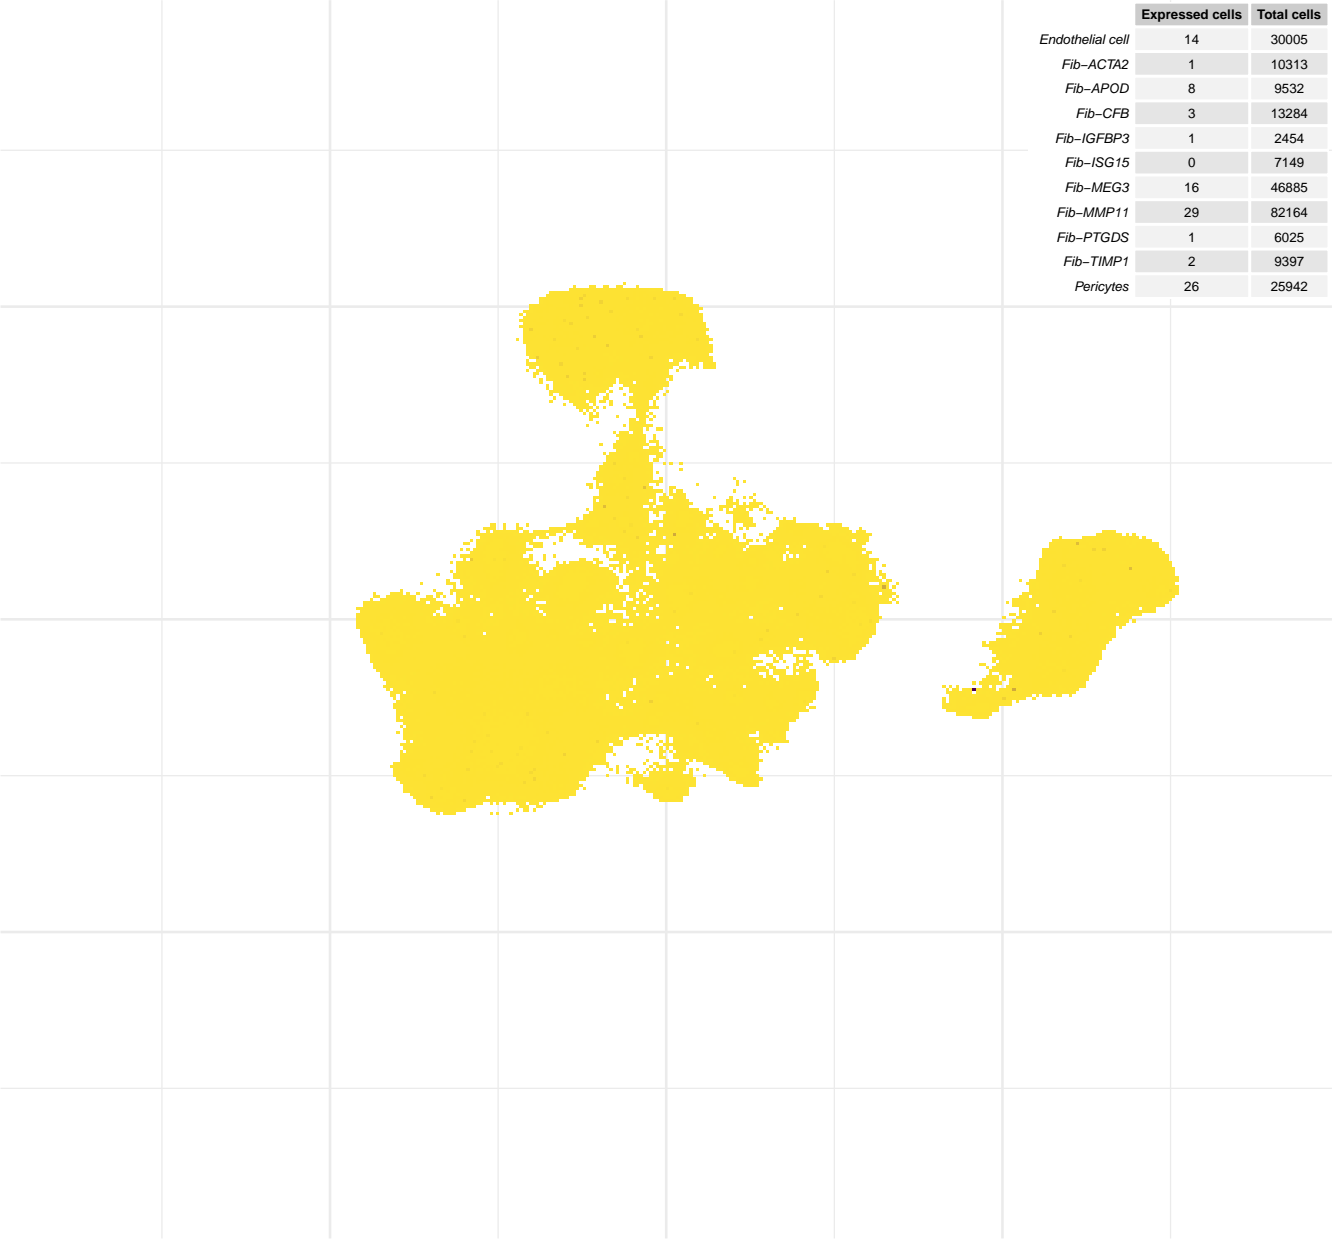 Expressed cells Total cells
Endothelial cell 14 30005
Fib−ACTA2 1 10313
Fib−APOD 8 9532
Fib−CFB 3 13284
Fib−IGFBP3 1 2454
Fib−ISG15 0 7149
Fib−MEG3 16 46885
Fib−MMP11 29 82164
Fib−PTGDS 1 6025
Fib−TIMP1 2 9397
Pericytes 26 25942